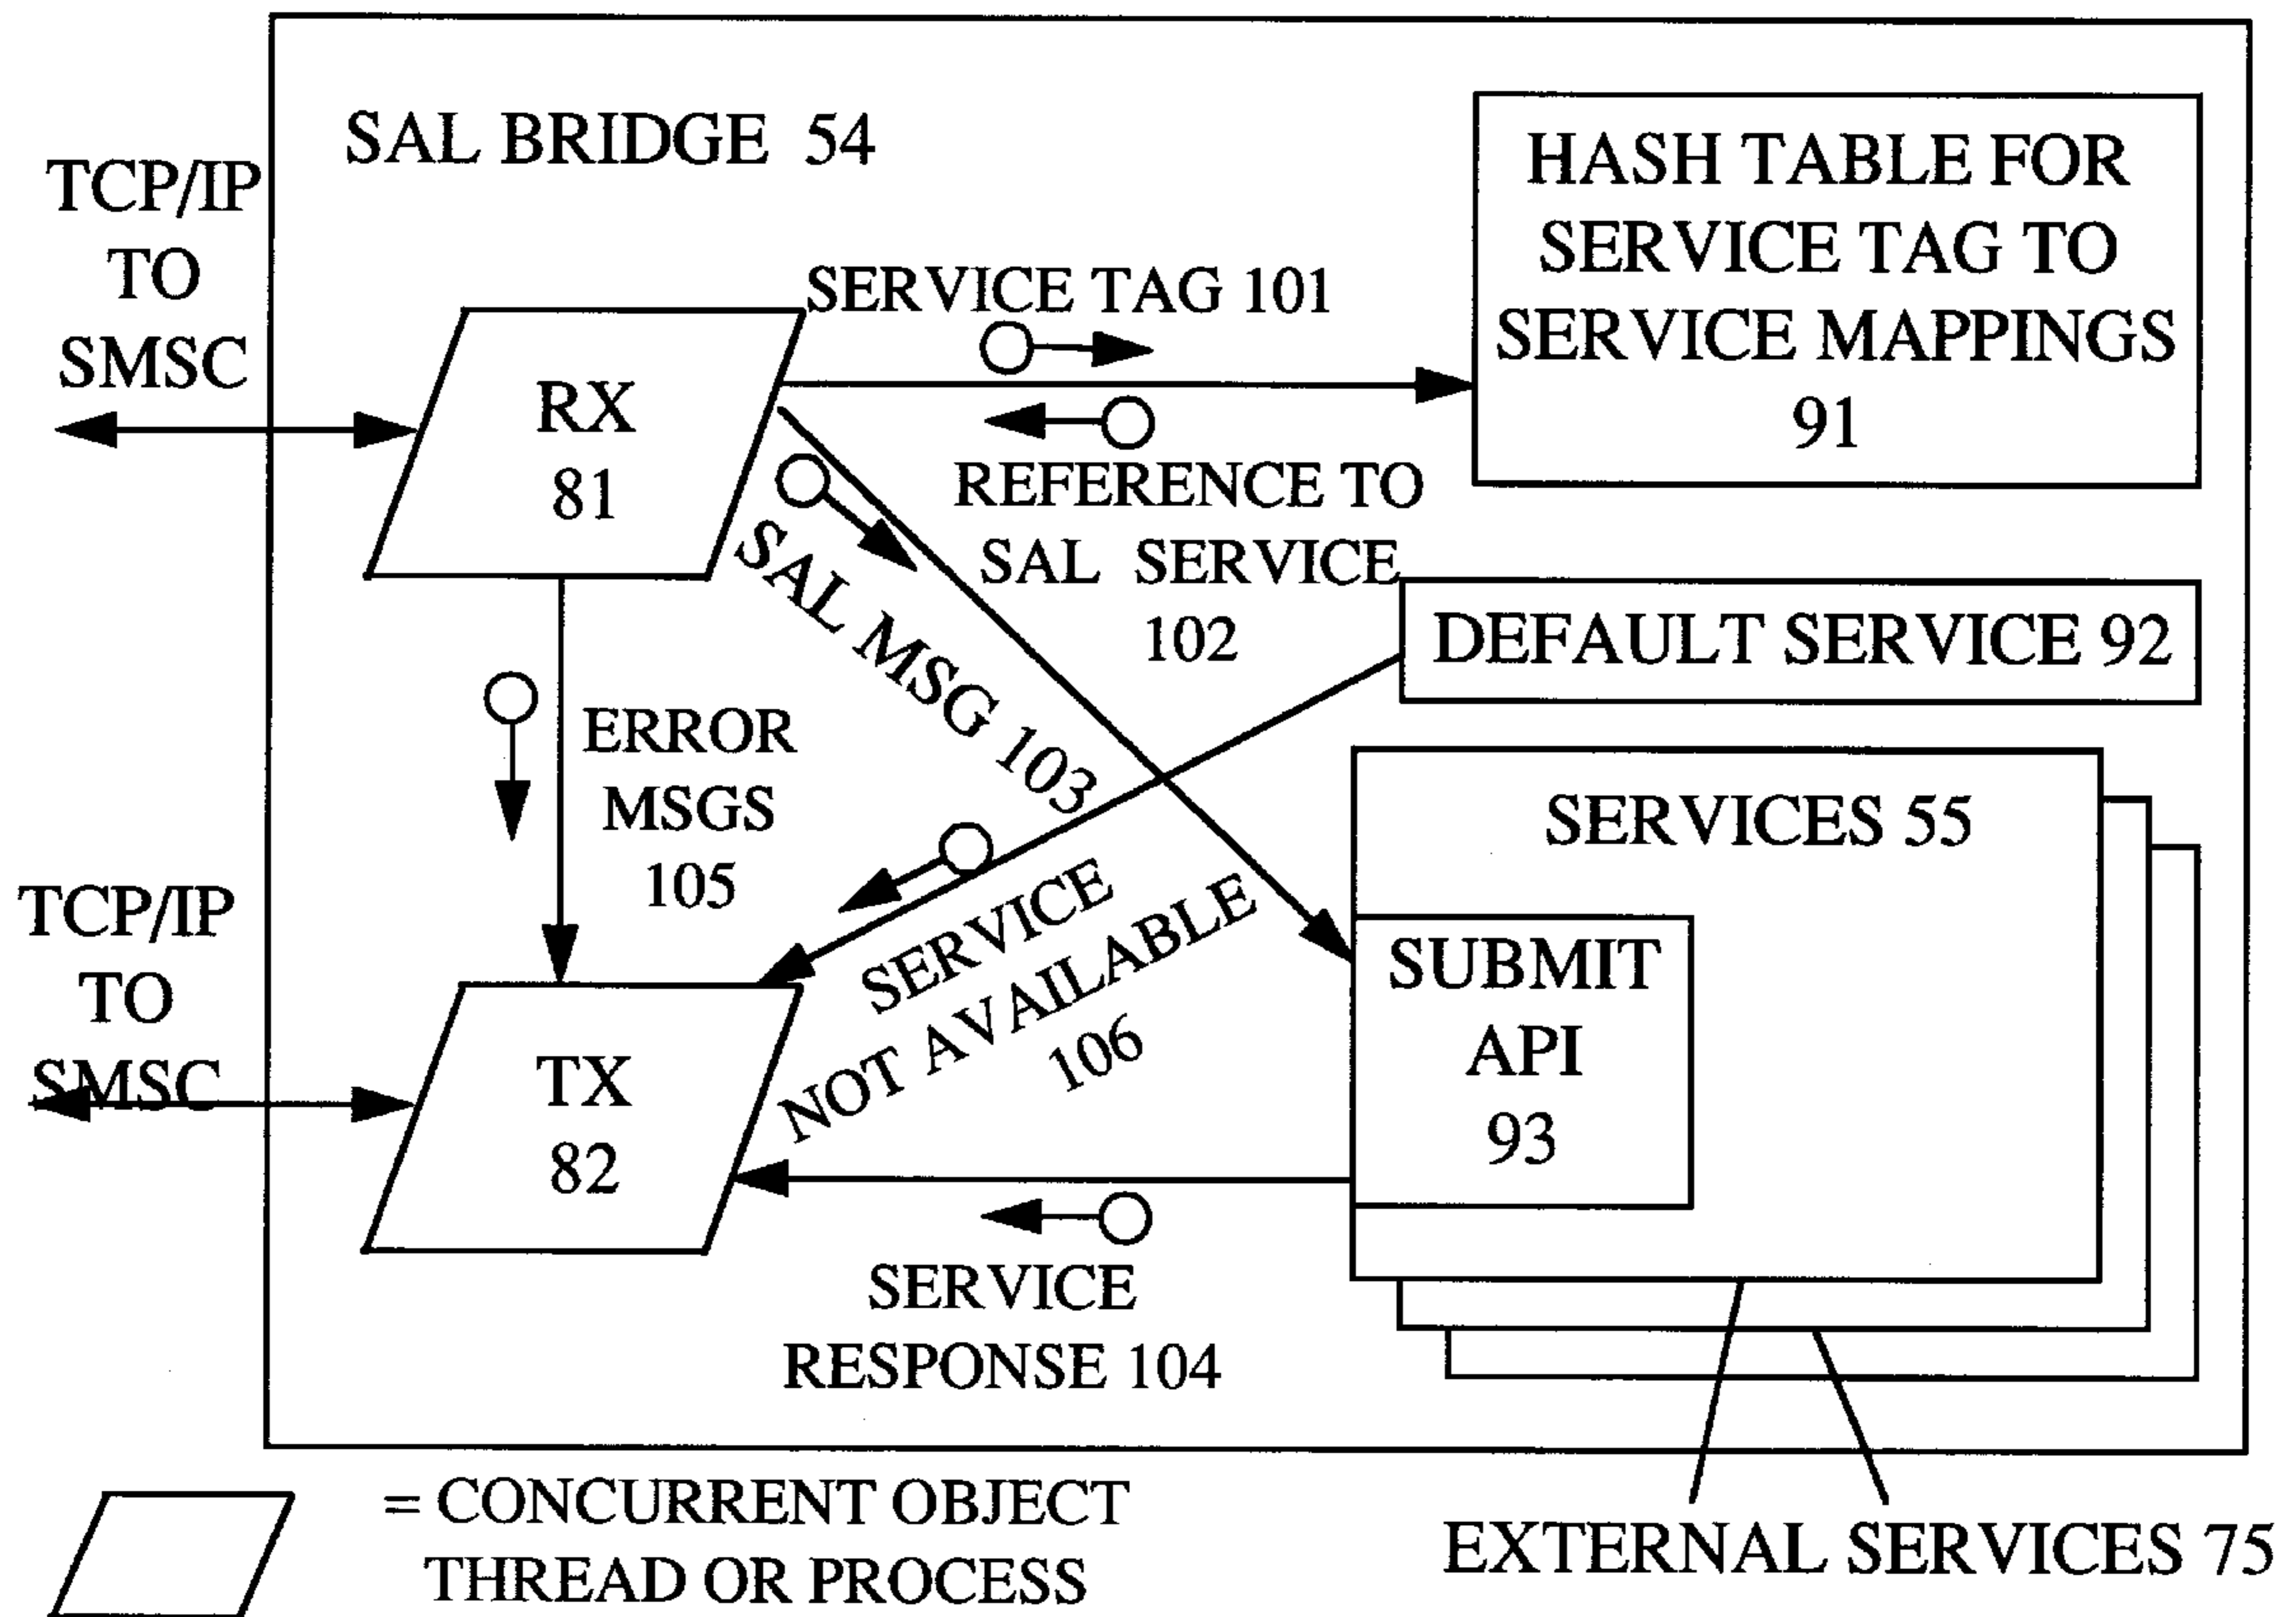 SAL BRIDGE 54
TCP/IP
TO
SMSC
HASH TABLE FOR
SERVICE TAG TO
SERVICE MAPPINGS
91
SERVICE TAG 101
RX
81
REFERENCE TO
SAL SERVICE
102
SAL MSG 103
DEFAULT SERVICE 92
ERROR
MSGS
105
SERVICES 55
SERVICE
NOT AVAILABLE
106
SUBMIT
API
93
TCP/IP
TO
SMSC
TX
82
SERVICE
RESPONSE 104
= CONCURRENT OBJECT
THREAD OR PROCESS
EXTERNAL SERVICES 75